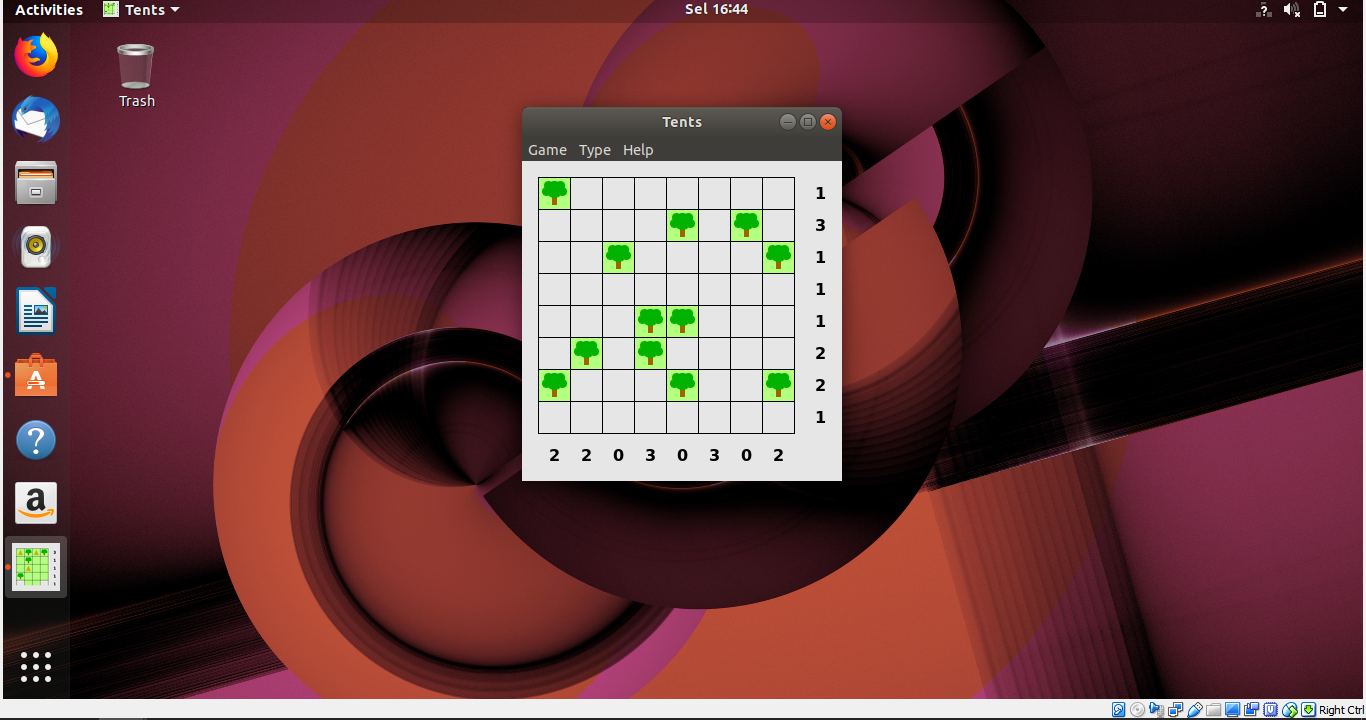 Activities Tents Sel 16:44
Trash
Tents
Game Type Help
1
3
1
1
1
2
2
1
2 2 0 3 0 3 0 2
Right Ctrl